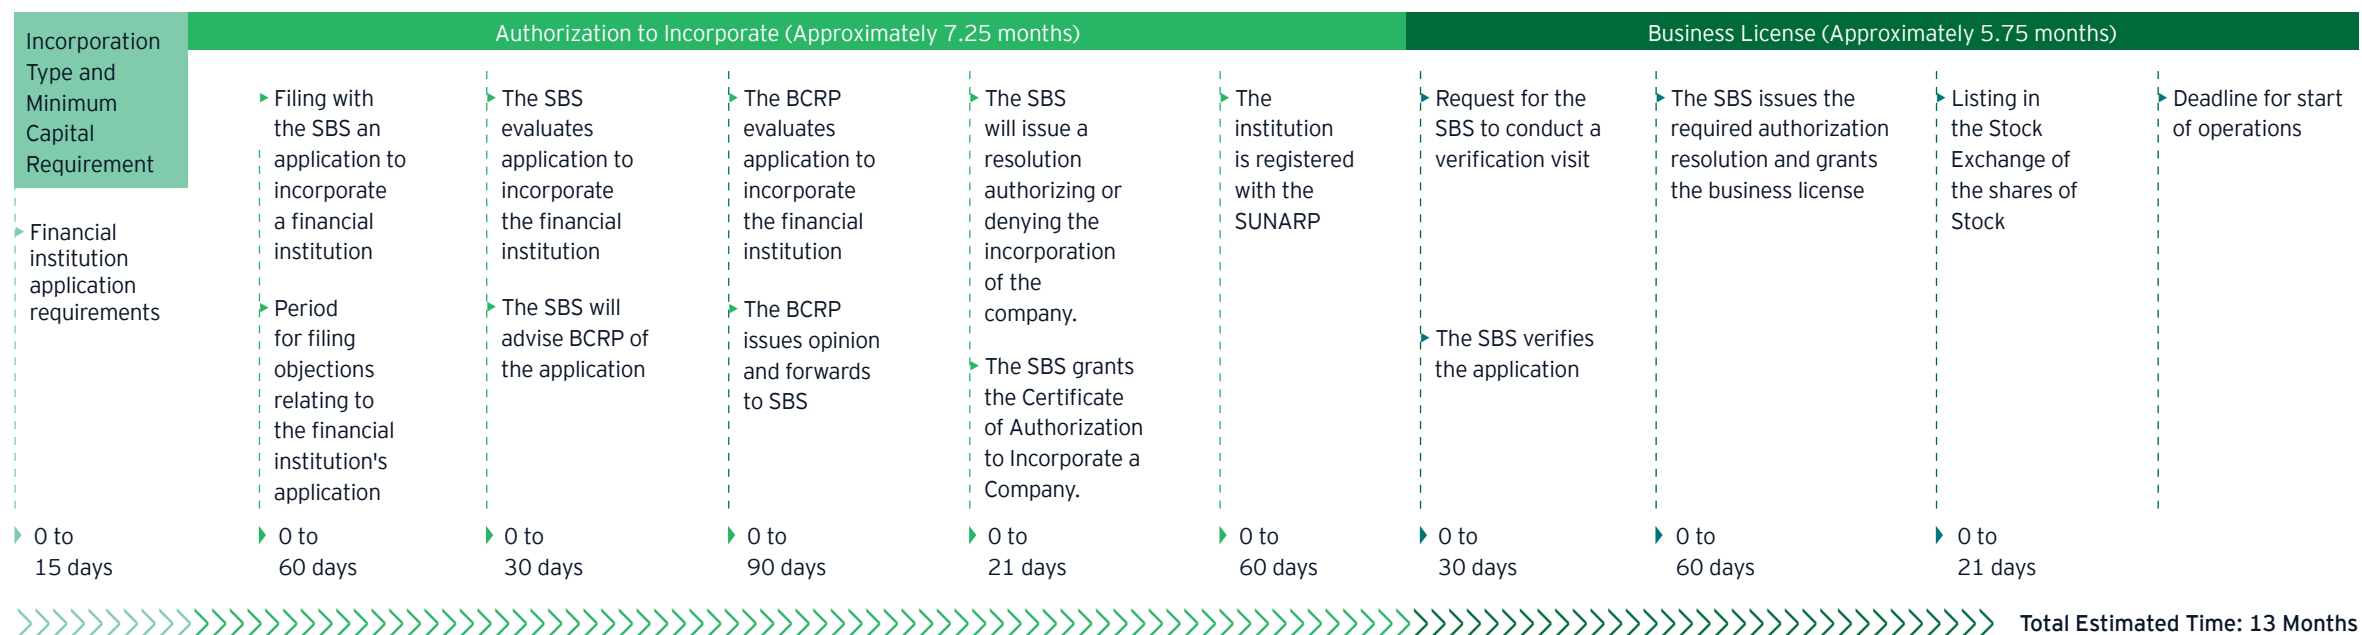 Incorporation
Type and
Minimum
Capital
Requirement
Financial
institution
application
requirements
0 to
15 days
Authorization to Incorporate (Approximately 7.25 months)
Filing with
the SBS an
application to
incorporate
a financial
institution
Period
for filing
objections
relating to
the financial
institution's
application
0 to
60 days
The SBS
evaluates
application to
incorporate
the financial
institution
The SBS will
advise BCRP of
the application
0 to
30 days
The BCRP
evaluates
application to
incorporate
the financial
institution
The BCRP
issues opinion
and forwards
to SBS
0 to
90 days
The SBS
will issue a
resolution
authorizing or
denying the
incorporation
of the
company.
The SBS grants
the Certificate
of Authorization
to Incorporate a
Company.
0 to
21 days
The
institution
is registered
with the
SUNARP
0 to
60 days
Business License (Approximately 5.75 months)
Request for the
SBS to conduct a
verification visit
The SBS verifies
the application
0 to
30 days
The SBS issues the
required authorization
resolution and grants
the business license
0 to
60 days
Listing in
the Stock
Exchange of
the shares of
Stock
0 to
21 days
Deadline for start
of operations
Total Estimated Time: 13 Months